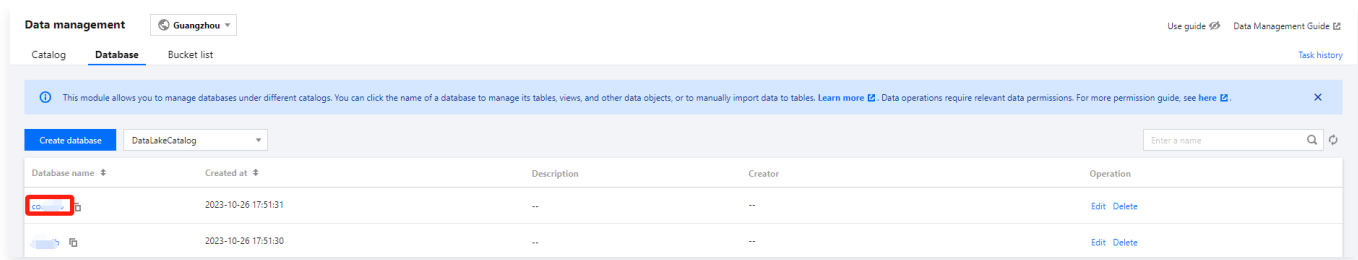 Data management Guangzhou Use guide Data Management Guide
Catalog Database Bucket list Task history
This module allows you to manage databases under different catalogs. You can click the name of a database to manage its tables, views, and other data objects, or to manually import data to tables. Learn more. Data operations require relevant data permissions. For more permission guide, see here.
Create database DataLakeCatalog Enter a name
Database name Created at Description Creator Operation
2023-10-26 17:51:31 -- -- Edit Delete
2023-10-26 17:51:30 -- -- Edit Delete